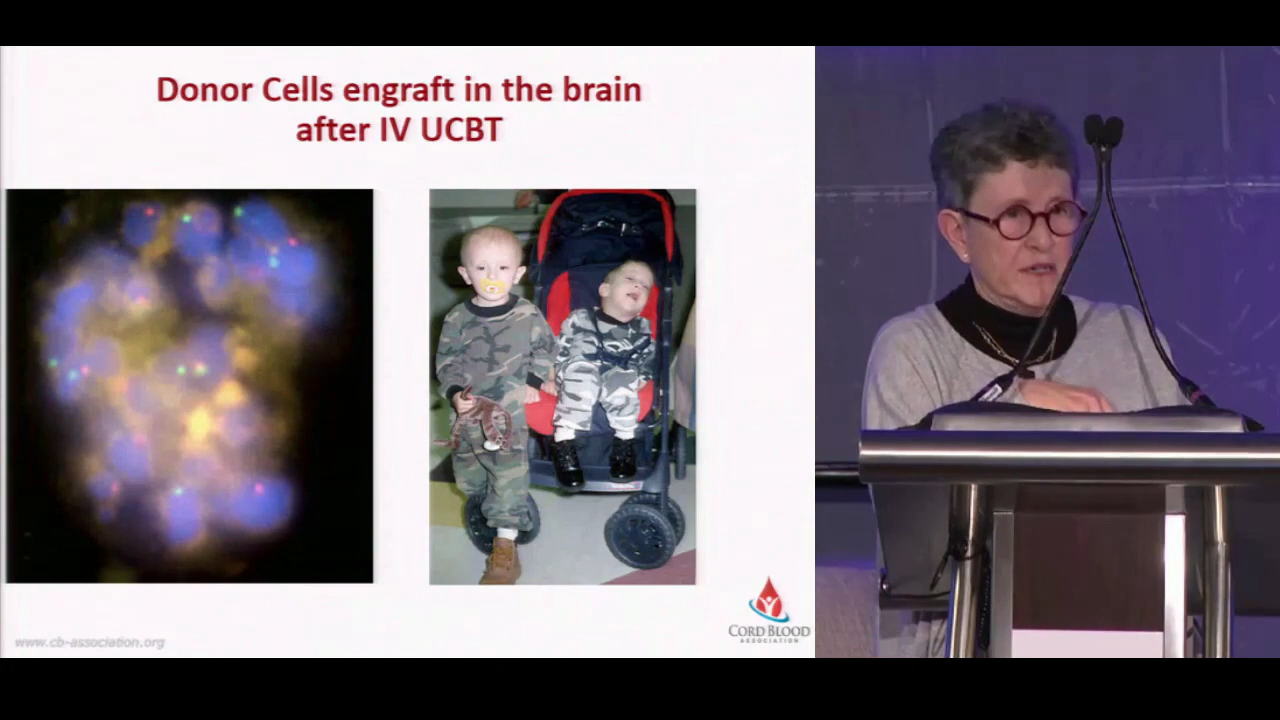 Donor Cells engraft in the brain
after IV UCBT
www.cb-association.org
CORD BLOOD
ASSOCIATION